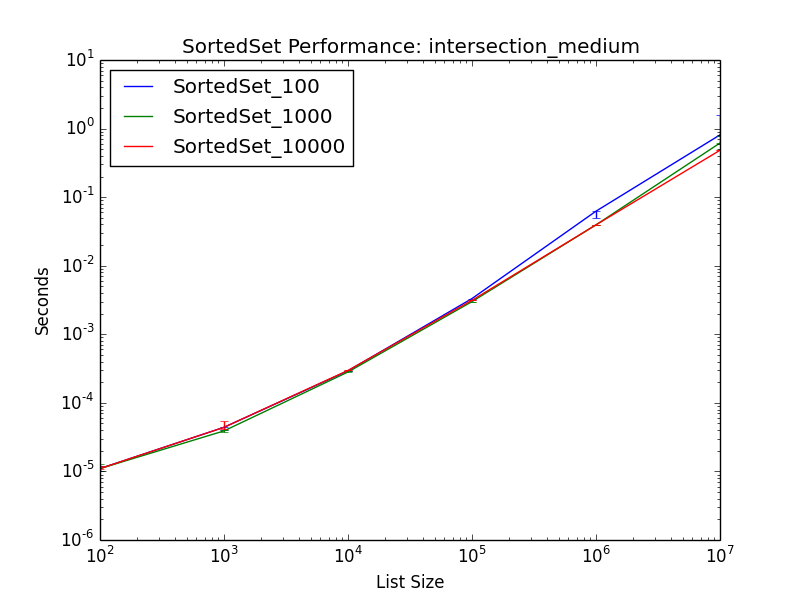 SortedSet Performance: intersection_medium
10^1
10^0
10^-1
10^-2
10^-3
10^-4
10^-5
10^-6
Seconds
SortedSet_100
SortedSet_1000
SortedSet_10000
10^2 10^3 10^4 10^5 10^6 10^7
List Size